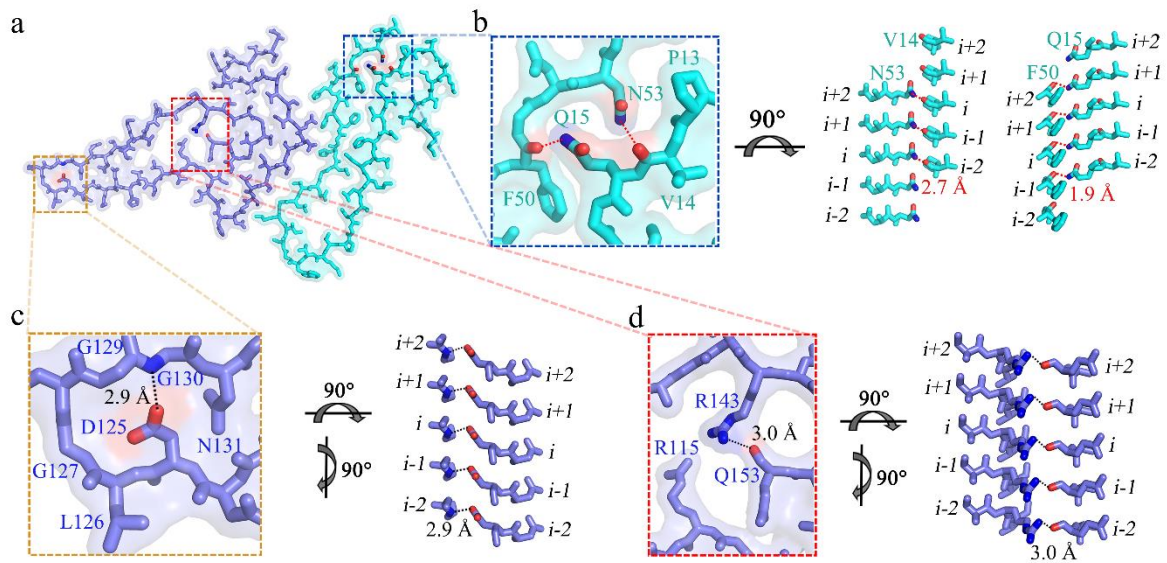 a
b
P13
N53
Q15
F50
V14
90°
V14
i+2
N53
i+1
i+2
i
i+1
i-1
i
i-2
i-1
2.7 Å
i-2
Q15
i+2
F50
i+1
i+2
i
i+1
i-1
i
i-2
i-1
1.9 Å
i-2
c
G129
G130
2.9 Å
D125
N131
G127
L126
90°
90°
i+2
i+2
i+1
i+1
i
i
i-1
i-1
i-2
i-2
2.9 Å
d
R143
3.0 Å
R115
Q153
90°
90°
i+2
i+2
i+1
i+1
i
i
i-1
i-1
i-2
i-2
3.0 Å